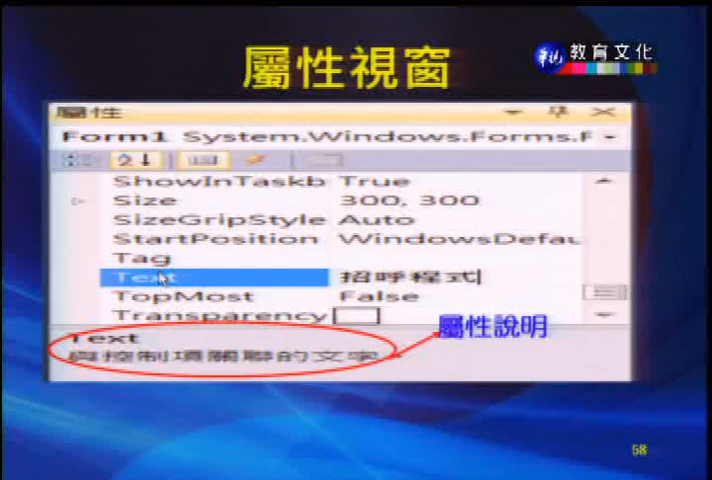 屬性視窗
教育文化
屬性
Form1 System.Windows.Forms.F
ShowInTaskb True
Size 300, 300
SizeGripStyle Auto
StartPosition WindowsDefau
Tag
Text 招呼程式
TopMost False
Transparency
Text
與控制項關聯的文字
屬性說明
58